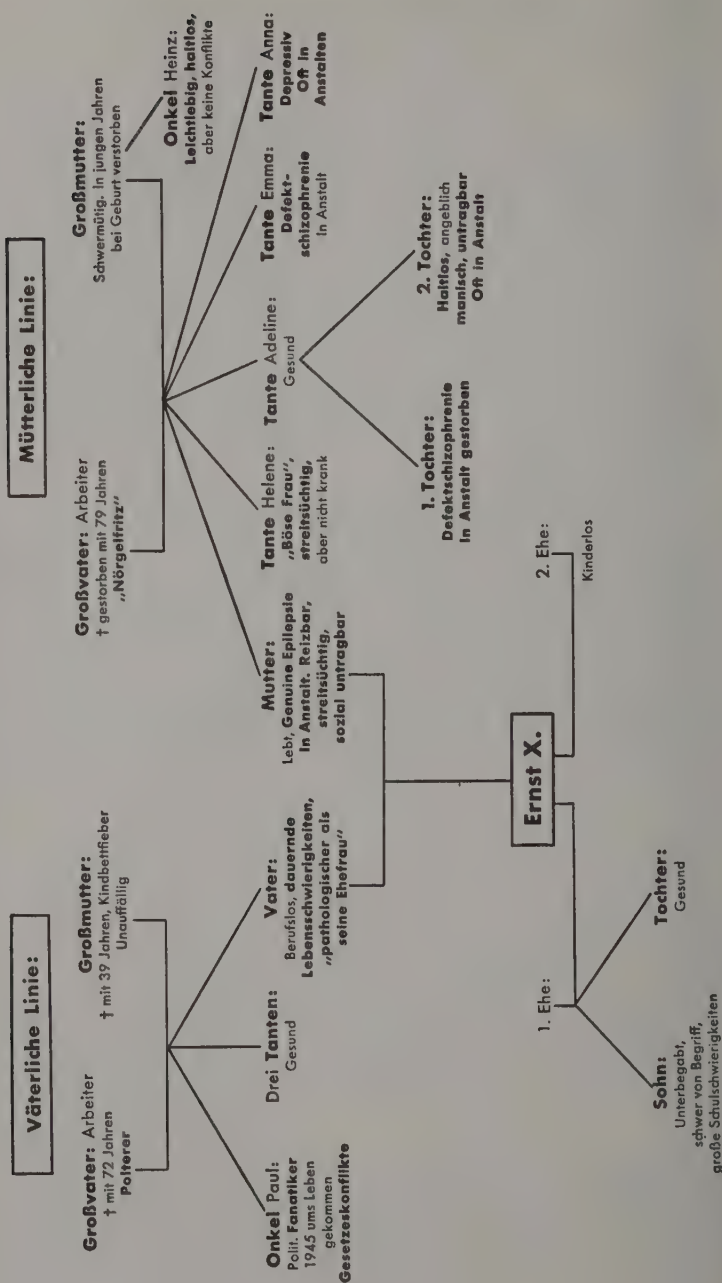 Väterliche Linie:
Großvater: Arbeiter
† mit 72 Jahren
Polterer
Großmutter:
† mit 39 Jahren, Kindbettfieber
Unauffällig
Onkel Paul:
Polit. Fanatiker
1945 ums Leben
gekommen
Gesetzeskonflikte
Drei Tanten:
Gesund
Vater:
Berufslos, dauernde
Lebensschwierigkeiten,
„pathologischer als
seine Ehefrau"
Mütterliche Linie:
Großvater: Arbeiter
† gestorben mit 79 Jahren
„Nörgelfritz"
Großmutter:
Schwermütig. In jungen Jahren
bei Geburt verstorben
Onkel Heinz:
Leichtlebig, haltlos,
aber keine Konflikte
Mutter:
Lebt, Genuine Epilepsie
In Anstalt. Reizbar,
streitsüchtig,
sozial untragbar
Tante Helene:
„Böse Frau",
streitsüchtig,
aber nicht krank
Tante Adeline:
Gesund
Tante Emma:
Defekt-
schizophrenie
In Anstalt
Tante Anna:
Depressiv
Oft in
Anstalten
1. Tochter:
Defektschizophrenie
In Anstalt gestorben
2. Tochter:
Haltlos, angeblich
manisch, untragbar
Oft in Anstalt
Ernst X.
1. Ehe:
2. Ehe:
Kinderlos
Sohn:
Unterbegabt,
schwer von Begriff,
große Schulschwierigkeiten
Tochter:
Gesund